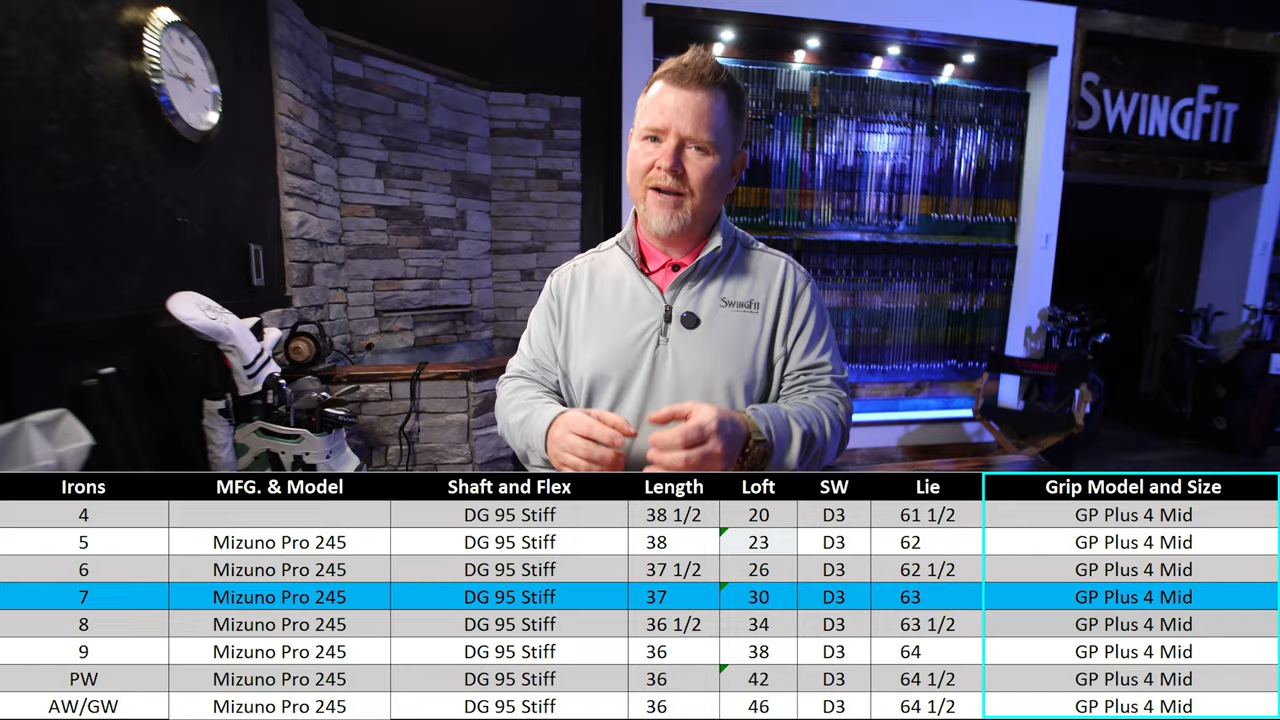 SWINGFIT
SWINGFIT
Irons MFG. & Model Shaft and Flex Length Loft SW Lie Grip Model and Size
4 DG 95 Stiff 38 1/2 20 D3 61 1/2 GP Plus 4 Mid
5 Mizuno Pro 245 DG 95 Stiff 38 23 D3 62 GP Plus 4 Mid
6 Mizuno Pro 245 DG 95 Stiff 37 1/2 26 D3 62 1/2 GP Plus 4 Mid
7 Mizuno Pro 245 DG 95 Stiff 37 30 D3 63 GP Plus 4 Mid
8 Mizuno Pro 245 DG 95 Stiff 36 1/2 34 D3 63 1/2 GP Plus 4 Mid
9 Mizuno Pro 245 DG 95 Stiff 36 38 D3 64 GP Plus 4 Mid
PW Mizuno Pro 245 DG 95 Stiff 36 42 D3 64 1/2 GP Plus 4 Mid
AW/GW Mizuno Pro 245 DG 95 Stiff 36 46 D3 64 1/2 GP Plus 4 Mid